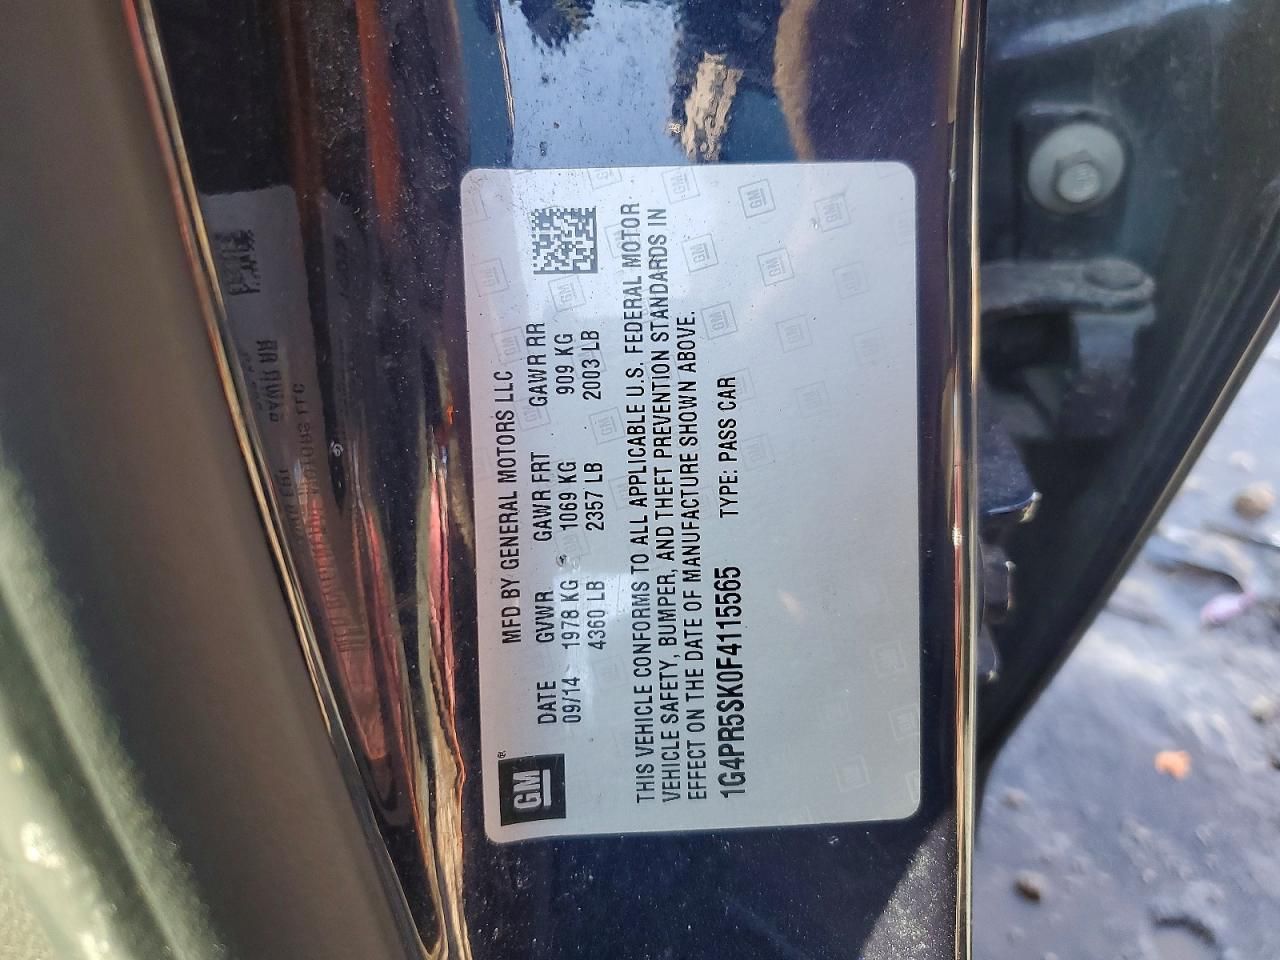 MFD BY GENERAL MOTORS LLC
GM®
DATE GVWR GAWR FRT GAWR RR
09/14 1978 KG 1069 KG 909 KG
4360 LB 2357 LB 2003 LB
THIS VEHICLE CONFORMS TO ALL APPLICABLE U.S. FEDERAL MOTOR
VEHICLE SAFETY, BUMPER, AND THEFT PREVENTION STANDARDS IN
EFFECT ON THE DATE OF MANUFACTURE SHOWN ABOVE.
1G4PR5SK0F4115565 TYPE: PASS CAR